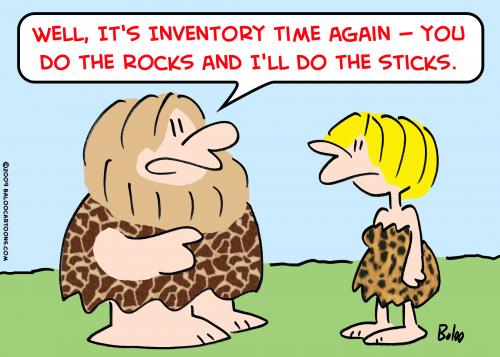 WELL, IT'S INVENTORY TIME AGAIN – YOU
DO THE ROCKS AND I'LL DO THE STICKS.
©2009 BALOOCARTOONS.COM
Baloo